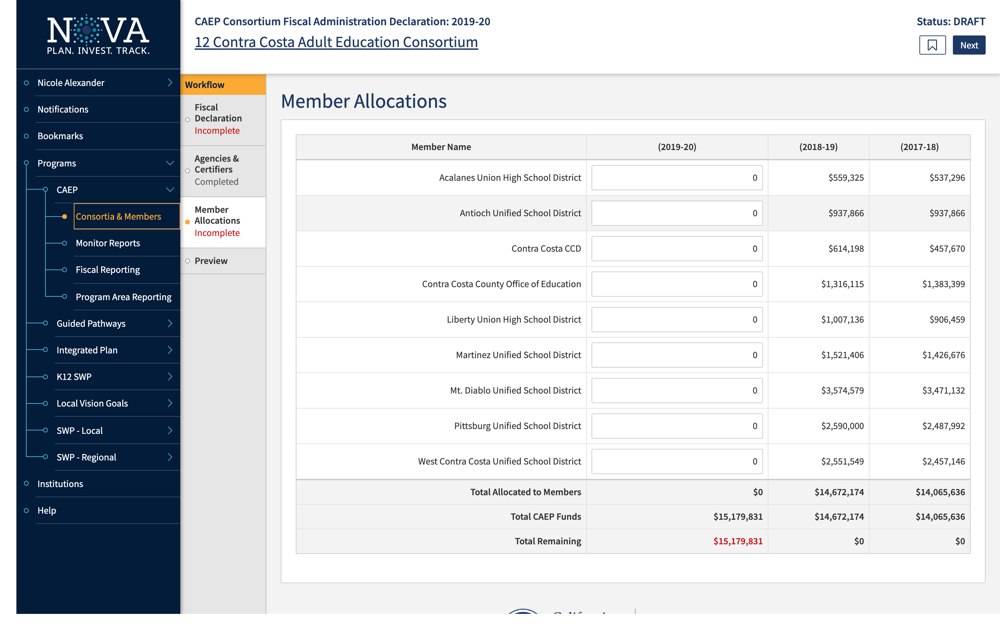 NOVA
PLAN. INVEST. TRACK.
Nicole Alexander
Notifications
Bookmarks
Programs
CAEP
Consortia & Members
Monitor Reports
Fiscal Reporting
Program Area Reporting
Guided Pathways
Integrated Plan
K12 SWP
Local Vision Goals
SWP - Local
SWP - Regional
Institutions
Help
CAEP Consortium Fiscal Administration Declaration: 2019-20
12 Contra Costa Adult Education Consortium
Status: DRAFT
Next
Workflow
Fiscal
Declaration
Incomplete
Agencies &
Certifiers
Completed
Member
Allocations
Incomplete
Preview
Member Allocations
Member Name (2019-20) (2018-19) (2017-18)
Acalanes Union High School District 0 $559,325 $537,296
Antioch Unified School District 0 $937,866 $937,866
Contra Costa CCD 0 $614,198 $457,670
Contra Costa County Office of Education 0 $1,316,115 $1,383,399
Liberty Union High School District 0 $1,007,136 $906,459
Martinez Unified School District 0 $1,521,406 $1,426,676
Mt. Diablo Unified School District 0 $3,574,579 $3,471,132
Pittsburg Unified School District 0 $2,590,000 $2,487,992
West Contra Costa Unified School District 0 $2,551,549 $2,457,146
Total Allocated to Members $0 $14,672,174 $14,065,636
Total CAEP Funds $15,179,831 $14,672,174 $14,065,636
Total Remaining $15,179,831 $0 $0